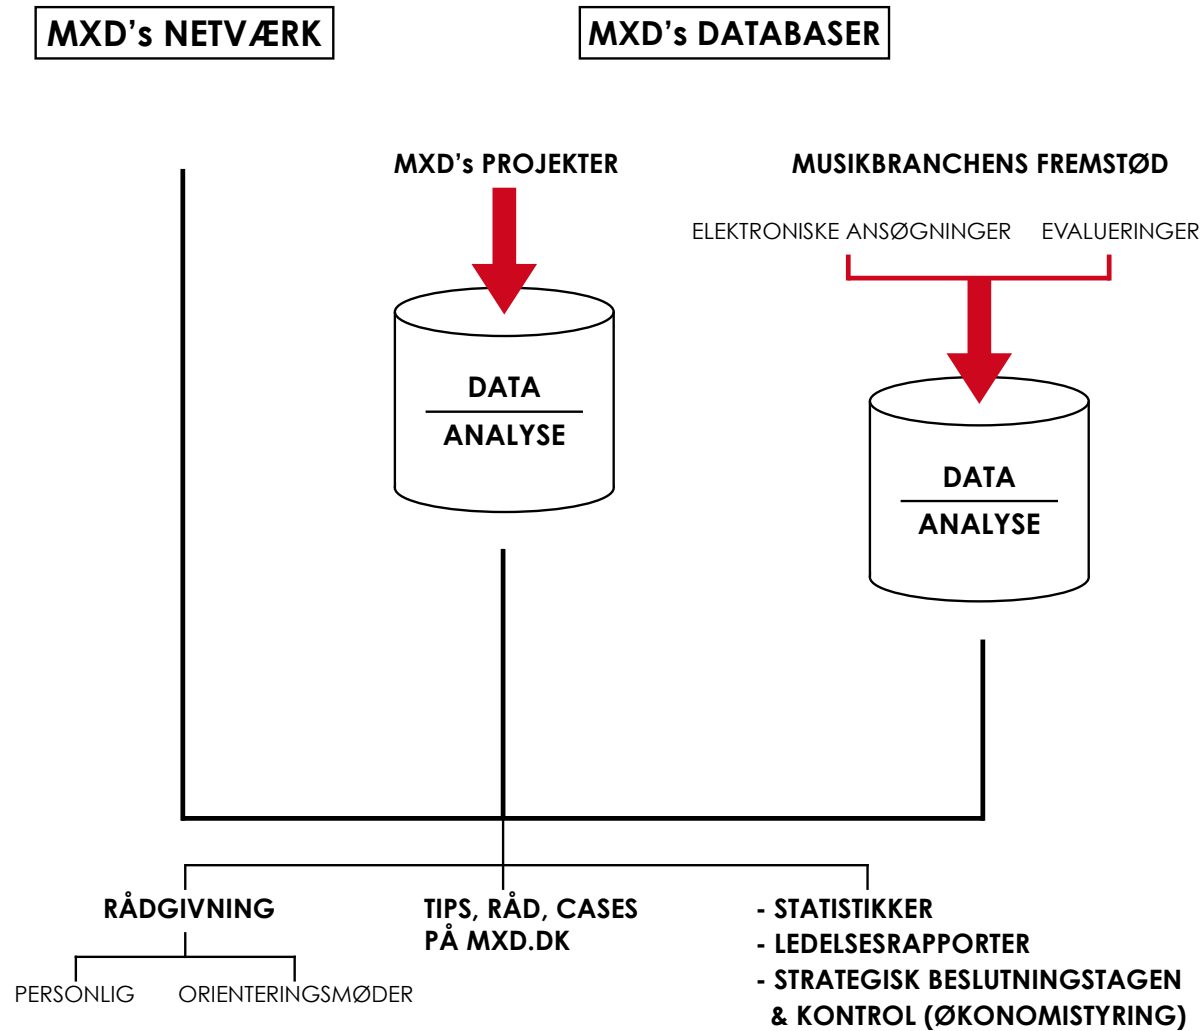 MXD's NETVÆRK
MXD's DATABASER
MXD's PROJEKTER
MUSIKBRANCHENS FREMSTØD
ELEKTRONISKE ANSØGNINGER
EVALUERINGER
DATA
ANALYSE
DATA
ANALYSE
RÅDGIVNING
PERSONLIG
ORIENTERINGSMØDER
TIPS, RÅD, CASES
PÅ MXD.DK
- STATISTIKKER
- LEDELSESRAPPORTER
- STRATEGISK BESLUTNINGSTAGEN
& KONTROL (ØKONOMISTYRING)